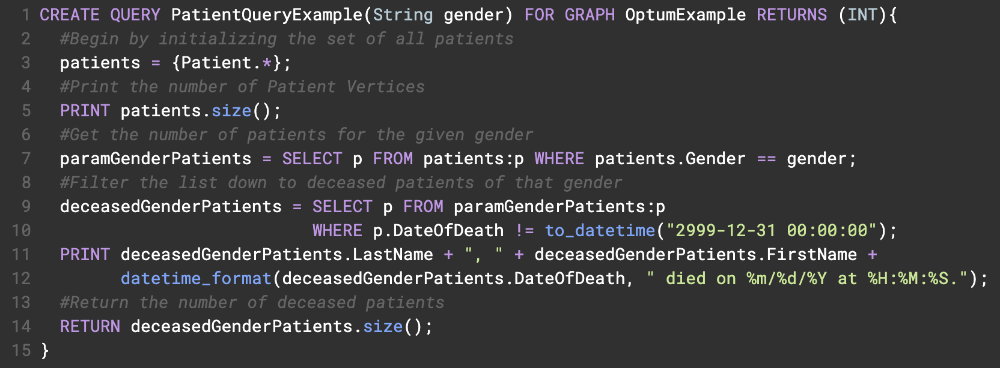 1 CREATE QUERY PatientQueryExample(String gender) FOR GRAPH OptumExample RETURNS (INT){
2   #Begin by initializing the set of all patients
3   patients = {Patient.*};
4   #Print the number of Patient Vertices
5   PRINT patients.size();
6   #Get the number of patients for the given gender
7   paramGenderPatients = SELECT p FROM patients:p WHERE patients.Gender == gender;
8   #Filter the list down to deceased patients of that gender
9   deceasedGenderPatients = SELECT p FROM paramGenderPatients:p
10                            WHERE p.DateOfDeath != to_datetime("2999-12-31 00:00:00");
11  PRINT deceasedGenderPatients.LastName + ", " + deceasedGenderPatients.FirstName +
12        datetime_format(deceasedGenderPatients.DateOfDeath, " died on %m/%d/%Y at %H:%M:%S.");
13  #Return the number of deceased patients
14  RETURN deceasedGenderPatients.size();
15 }